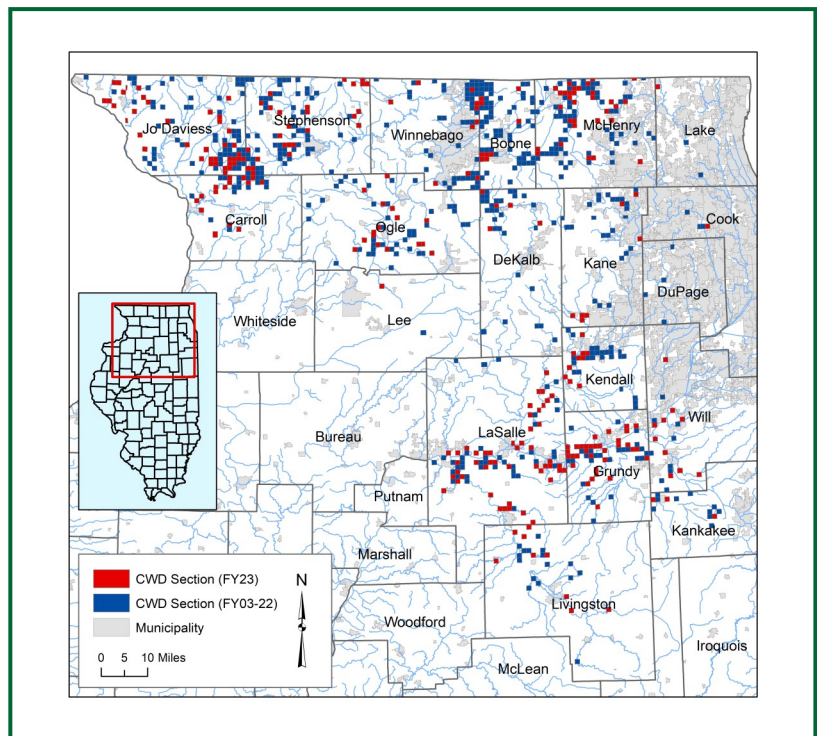 Jo Daviess
Stephenson
Winnebago
Boone
McHenry
Lake
Carroll
Ogle
DeKalb
Kane
Cook
DuPage
Whiteside
Lee
Kendall
Bureau
LaSalle
Will
Putnam
Grundy
Kankakee
Marshall
Woodford
Livingston
McLean
Iroquois
CWD Section (FY23)
CWD Section (FY03-22)
Municipality
N
0 5 10 Miles